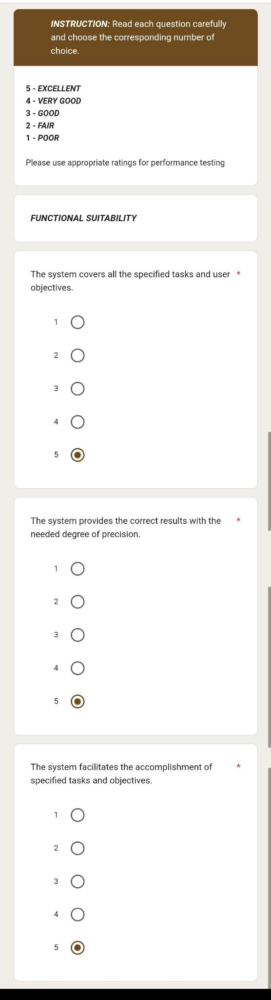 INSTRUCTION: Read each question carefully
and choose the corresponding number of
choice.
5 - EXCELLENT
4 - VERY GOOD
3 - GOOD
2 - FAIR
1 - POOR
Please use appropriate ratings for performance testing
FUNCTIONAL SUITABILITY
The system covers all the specified tasks and user *
objectives.
1
2
3
4
5
The system provides the correct results with the *
needed degree of precision.
1
2
3
4
5
The system facilitates the accomplishment of *
specified tasks and objectives.
1
2
3
4
5